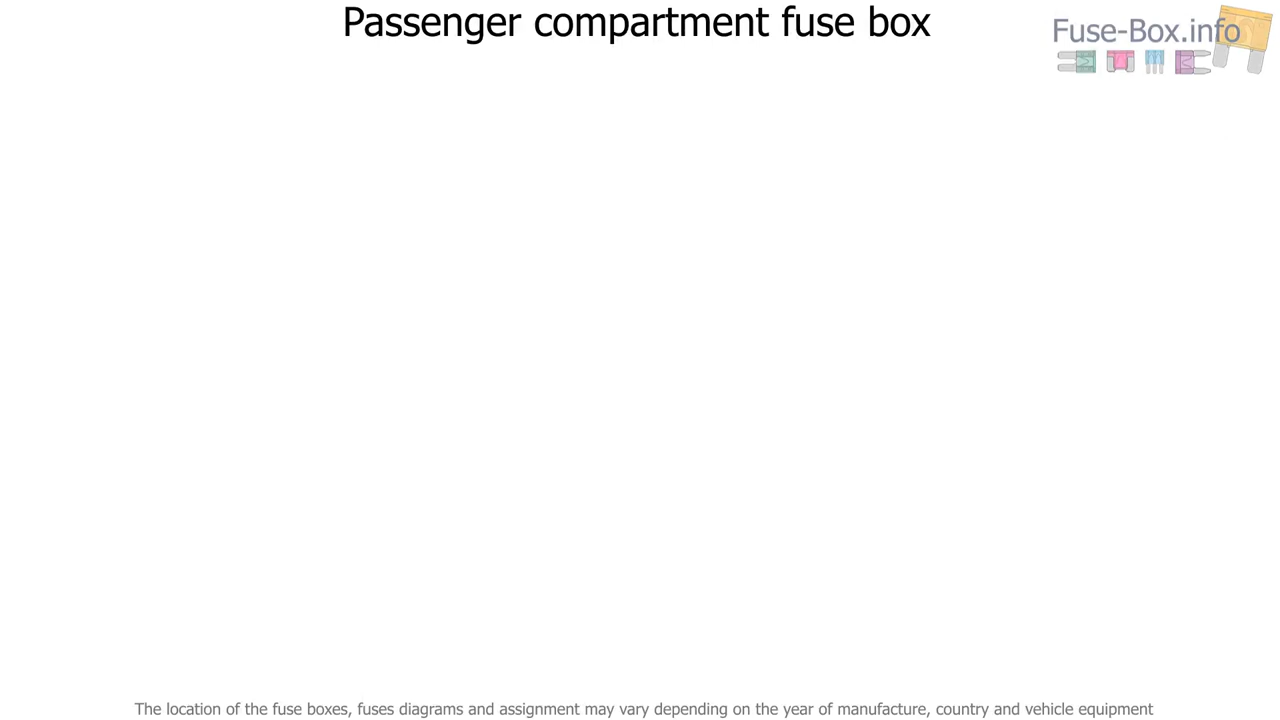 Passenger compartment fuse box
Fuse-Box.info
The location of the fuse boxes, fuses diagrams and assignment may vary depending on the year of manufacture, country and vehicle equipment